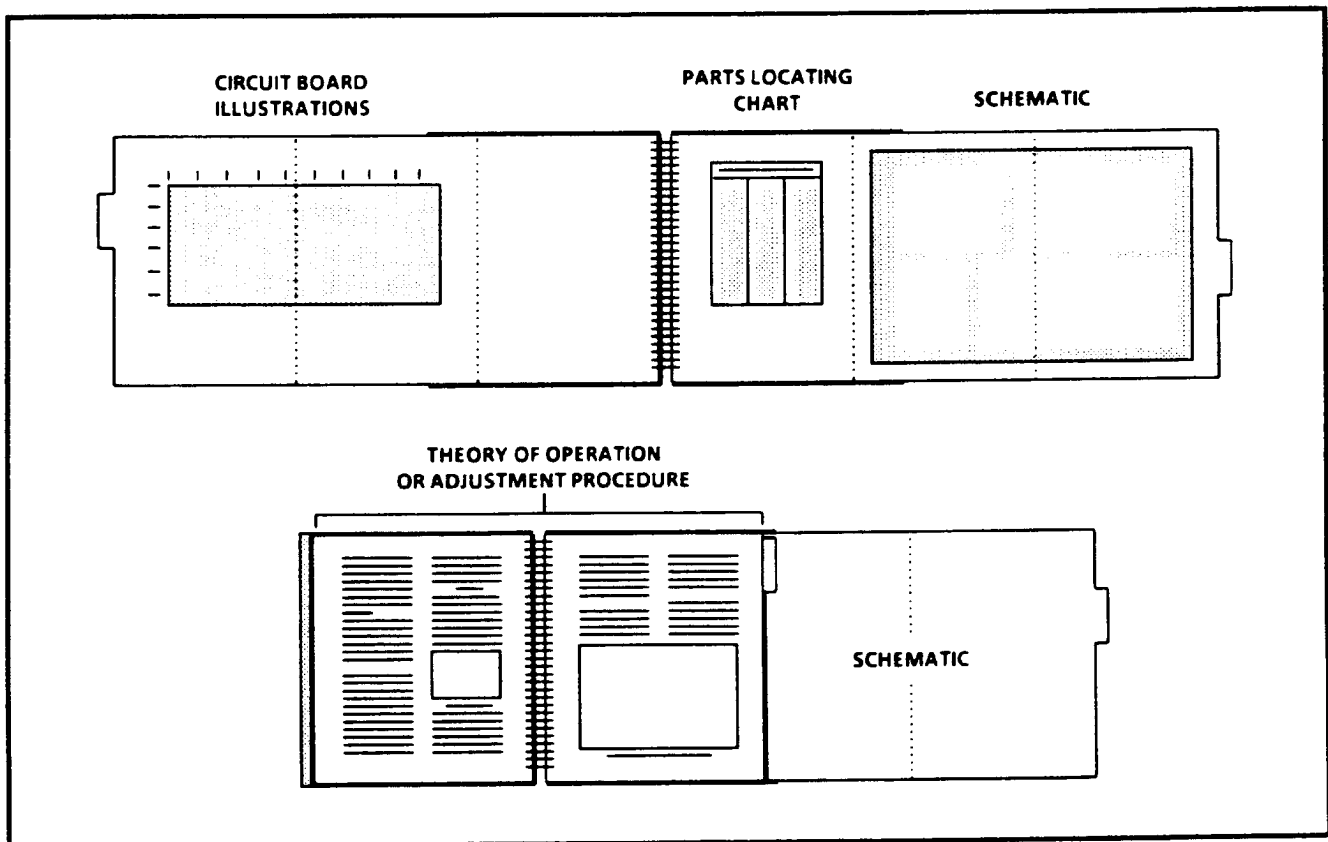 CIRCUIT BOARD
ILLUSTRATIONS
PARTS LOCATING
CHART
SCHEMATIC
THEORY OF OPERATION
OR ADJUSTMENT PROCEDURE
SCHEMATIC